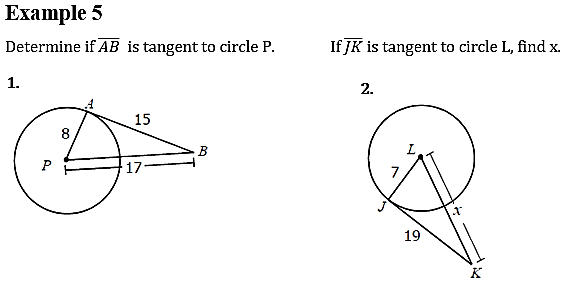 Example 5
Determine if AB is tangent to circle P.
If JK is tangent to circle L, find x.
1.
2.
A
15
8
B
P
17
L
7
J
x
19
K